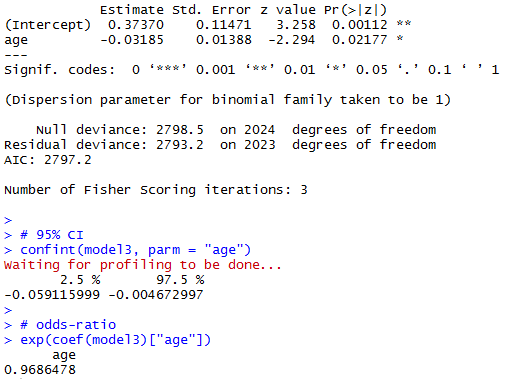 Estimate Std. Error z value Pr(>|z|)
(Intercept)  0.37370    0.11471   3.258  0.00112 **
age         -0.03185    0.01388  -2.294  0.02177 *
---
Signif. codes:  0 ‘***’ 0.001 ‘**’ 0.01 ‘*’ 0.05 ‘.’ 0.1 ‘ ’ 1
(Dispersion parameter for binomial family taken to be 1)
    Null deviance: 2798.5  on 2024  degrees of freedom
Residual deviance: 2793.2  on 2023  degrees of freedom
AIC: 2797.2
Number of Fisher Scoring iterations: 3
>
> # 95% CI
> confint(model3, parm = "age")
Waiting for profiling to be done...
       2.5 %       97.5 %
-0.059115999 -0.004672997
>
> # odds-ratio
> exp(coef(model3)["age"])
      age
0.9686478